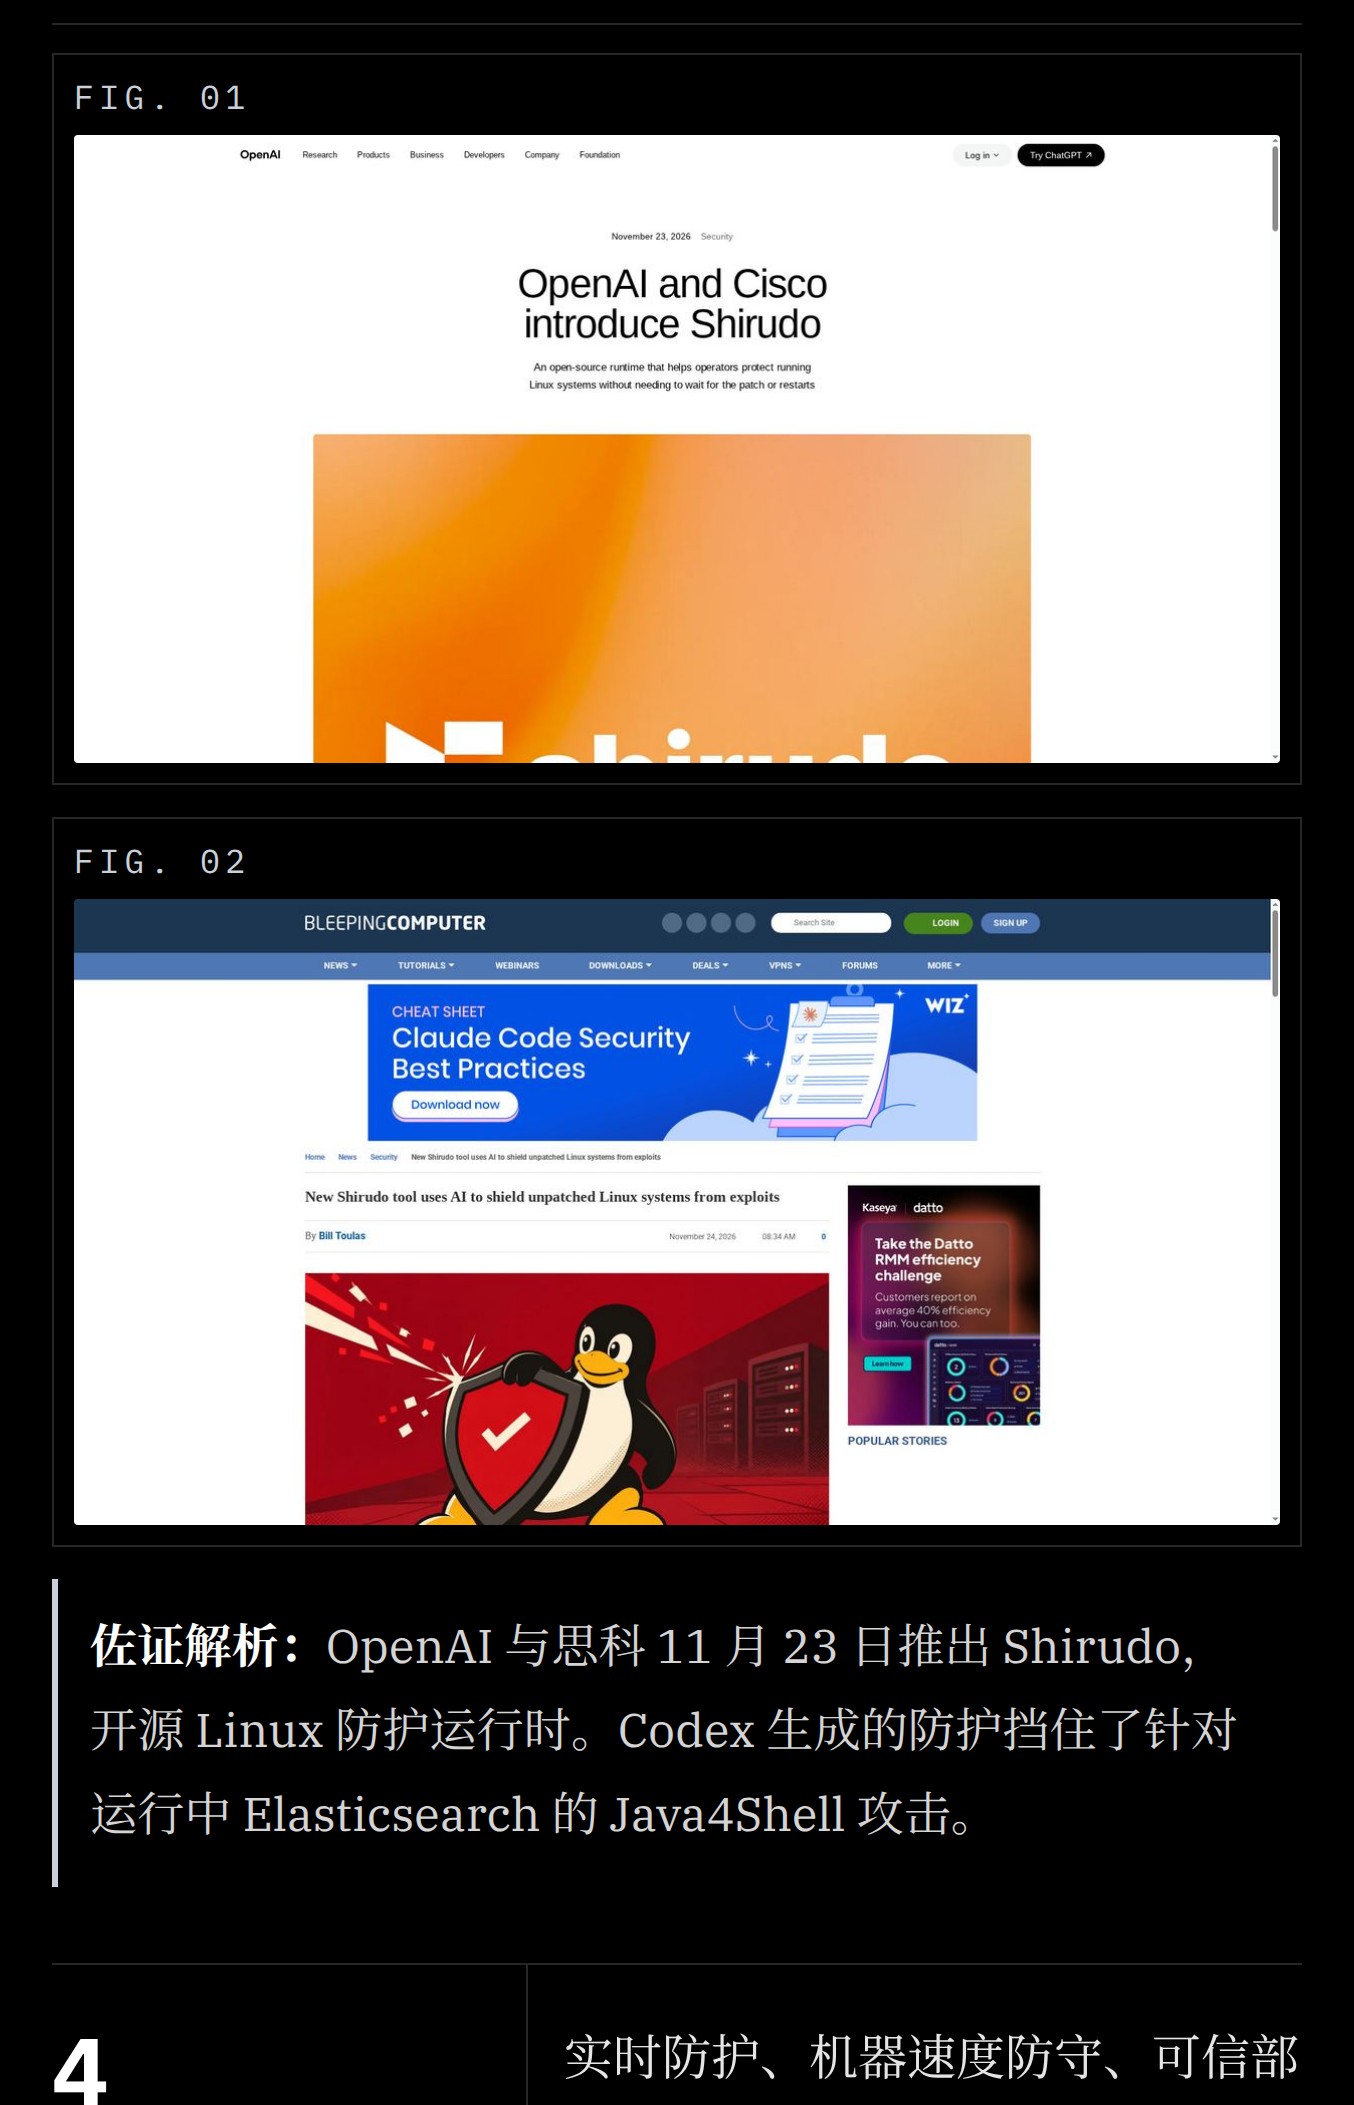 FIG. 01
OpenAI Research Products Business Developers Company Foundation Log in Try ChatGPT ↗
November 23, 2026 Security
OpenAI and Cisco
introduce Shirudo
An open-source runtime that helps operators protect running
Linux systems without needing to wait for the patch or restarts
shirudo
FIG. 02
BLEEPINGCOMPUTER Search Site LOGIN SIGN UP
NEWS TUTORIALS WEBINARS DOWNLOADS DEALS VPNS FORUMS MORE
CHEAT SHEET
WIZ
Claude Code Security
Best Practices
Download now
Home News Security New Shirudo tool uses AI to shield unpatched Linux systems from exploits
New Shirudo tool uses AI to shield unpatched Linux systems from exploits
By Bill Toulas November 24, 2026 08:34 AM 0
Kaseya | datto
Take the Datto
RMM efficiency
challenge
Customers report on
average 40% efficiency
gain. You can too.
Learn how
POPULAR STORIES
佐证解析：OpenAI 与思科 11 月 23 日推出 Shirudo,
开源 Linux 防护运行时。Codex 生成的防护挡住了针对
运行中 Elasticsearch 的 Java4Shell 攻击。
4
实时防护、机器速度防守、可信部